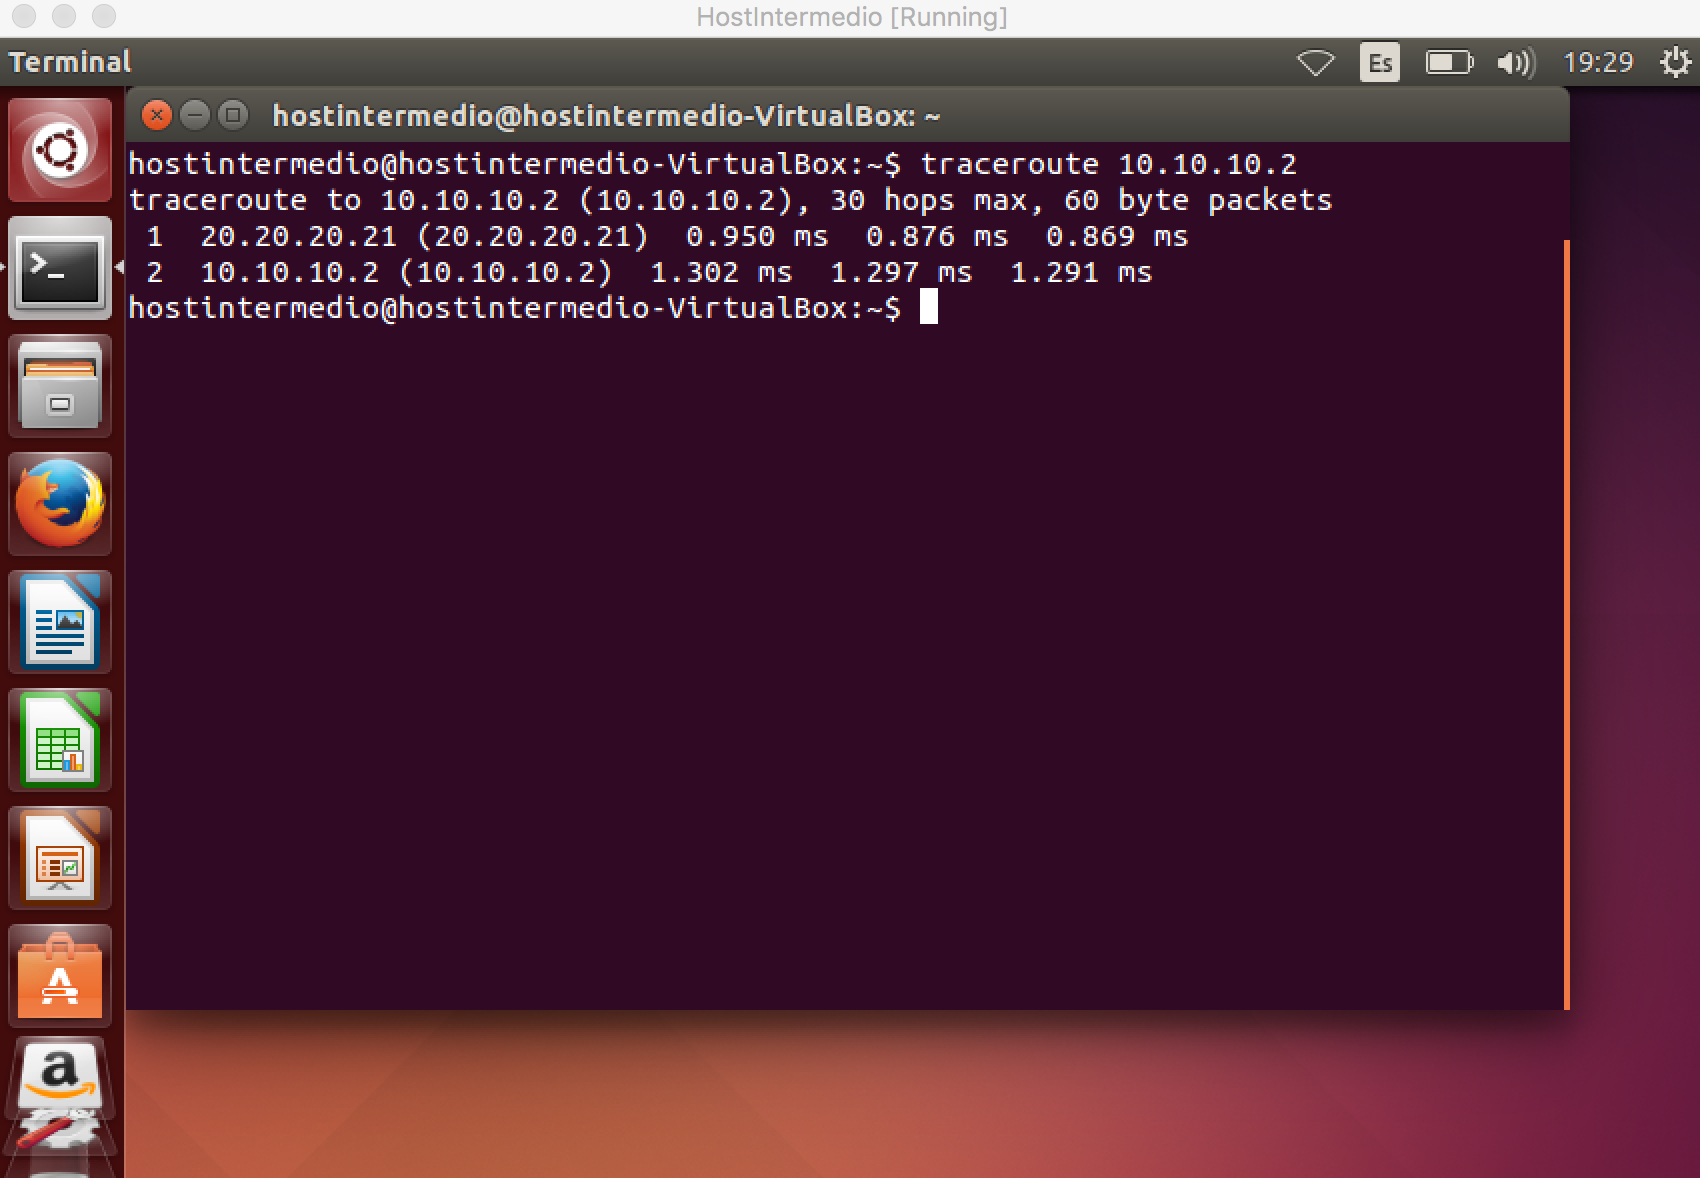 HostIntermedio [Running]
Terminal
Es
19:29
hostintermedio@hostintermedio-VirtualBox: ~
hostintermedio@hostintermedio-VirtualBox:~$ traceroute 10.10.10.2
traceroute to 10.10.10.2 (10.10.10.2), 30 hops max, 60 byte packets
 1  20.20.20.21 (20.20.20.21)  0.950 ms  0.876 ms  0.869 ms
 2  10.10.10.2 (10.10.10.2)  1.302 ms  1.297 ms  1.291 ms
hostintermedio@hostintermedio-VirtualBox:~$